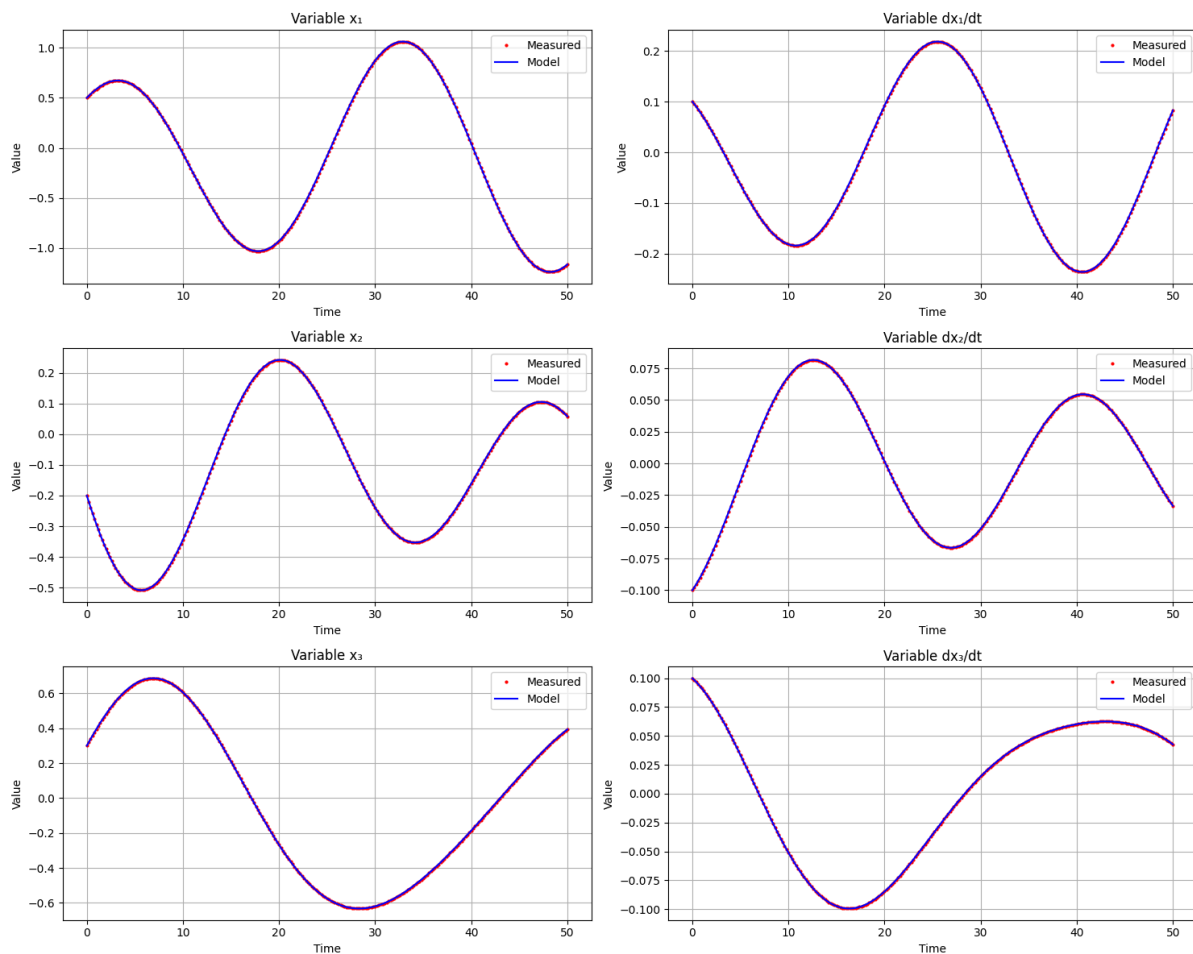 Variable x₁
Value
1.0
0.5
0.0
−0.5
−1.0
Measured
Model
0
10
20
30
40
50
Time
Variable dx₁/dt
Value
0.2
0.1
0.0
−0.1
−0.2
Measured
Model
0
10
20
30
40
50
Time
Variable x₂
Value
0.2
0.1
0.0
−0.1
−0.2
−0.3
−0.4
−0.5
Measured
Model
0
10
20
30
40
50
Time
Variable dx₂/dt
Value
0.075
0.050
0.025
0.000
−0.025
−0.050
−0.075
−0.100
Measured
Model
0
10
20
30
40
50
Time
Variable x₃
Value
0.6
0.4
0.2
0.0
−0.2
−0.4
−0.6
Measured
Model
0
10
20
30
40
50
Time
Variable dx₃/dt
Value
0.100
0.075
0.050
0.025
0.000
−0.025
−0.050
−0.075
−0.100
Measured
Model
0
10
20
30
40
50
Time